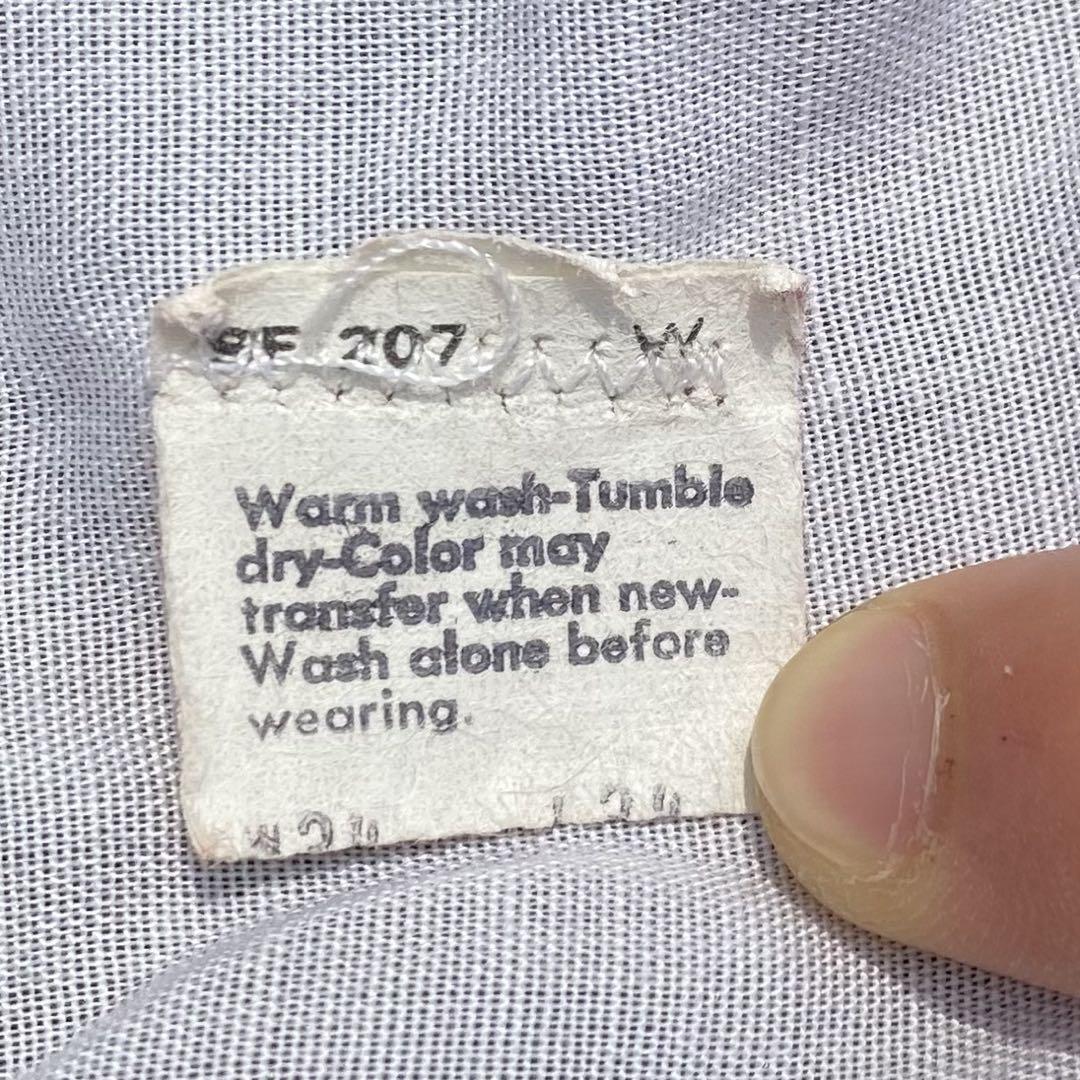 207 W
Warm wash-Tumble
dry-Color may
transfer when new-
Wash alone before
wearing.